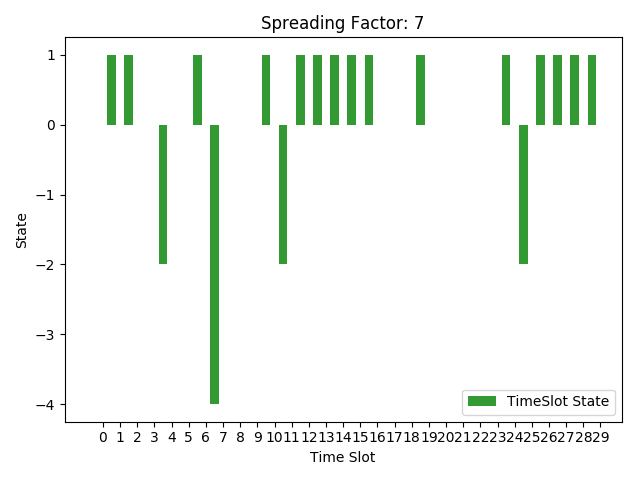 Spreading Factor: 7
1
0
−1
−2
−3
−4
State
TimeSlot State
0 1 2 3 4 5 6 7 8 9 10 11 12 13 14 15 16 17 18 19 20 21 22 23 24 25 26 27 28 29
Time Slot